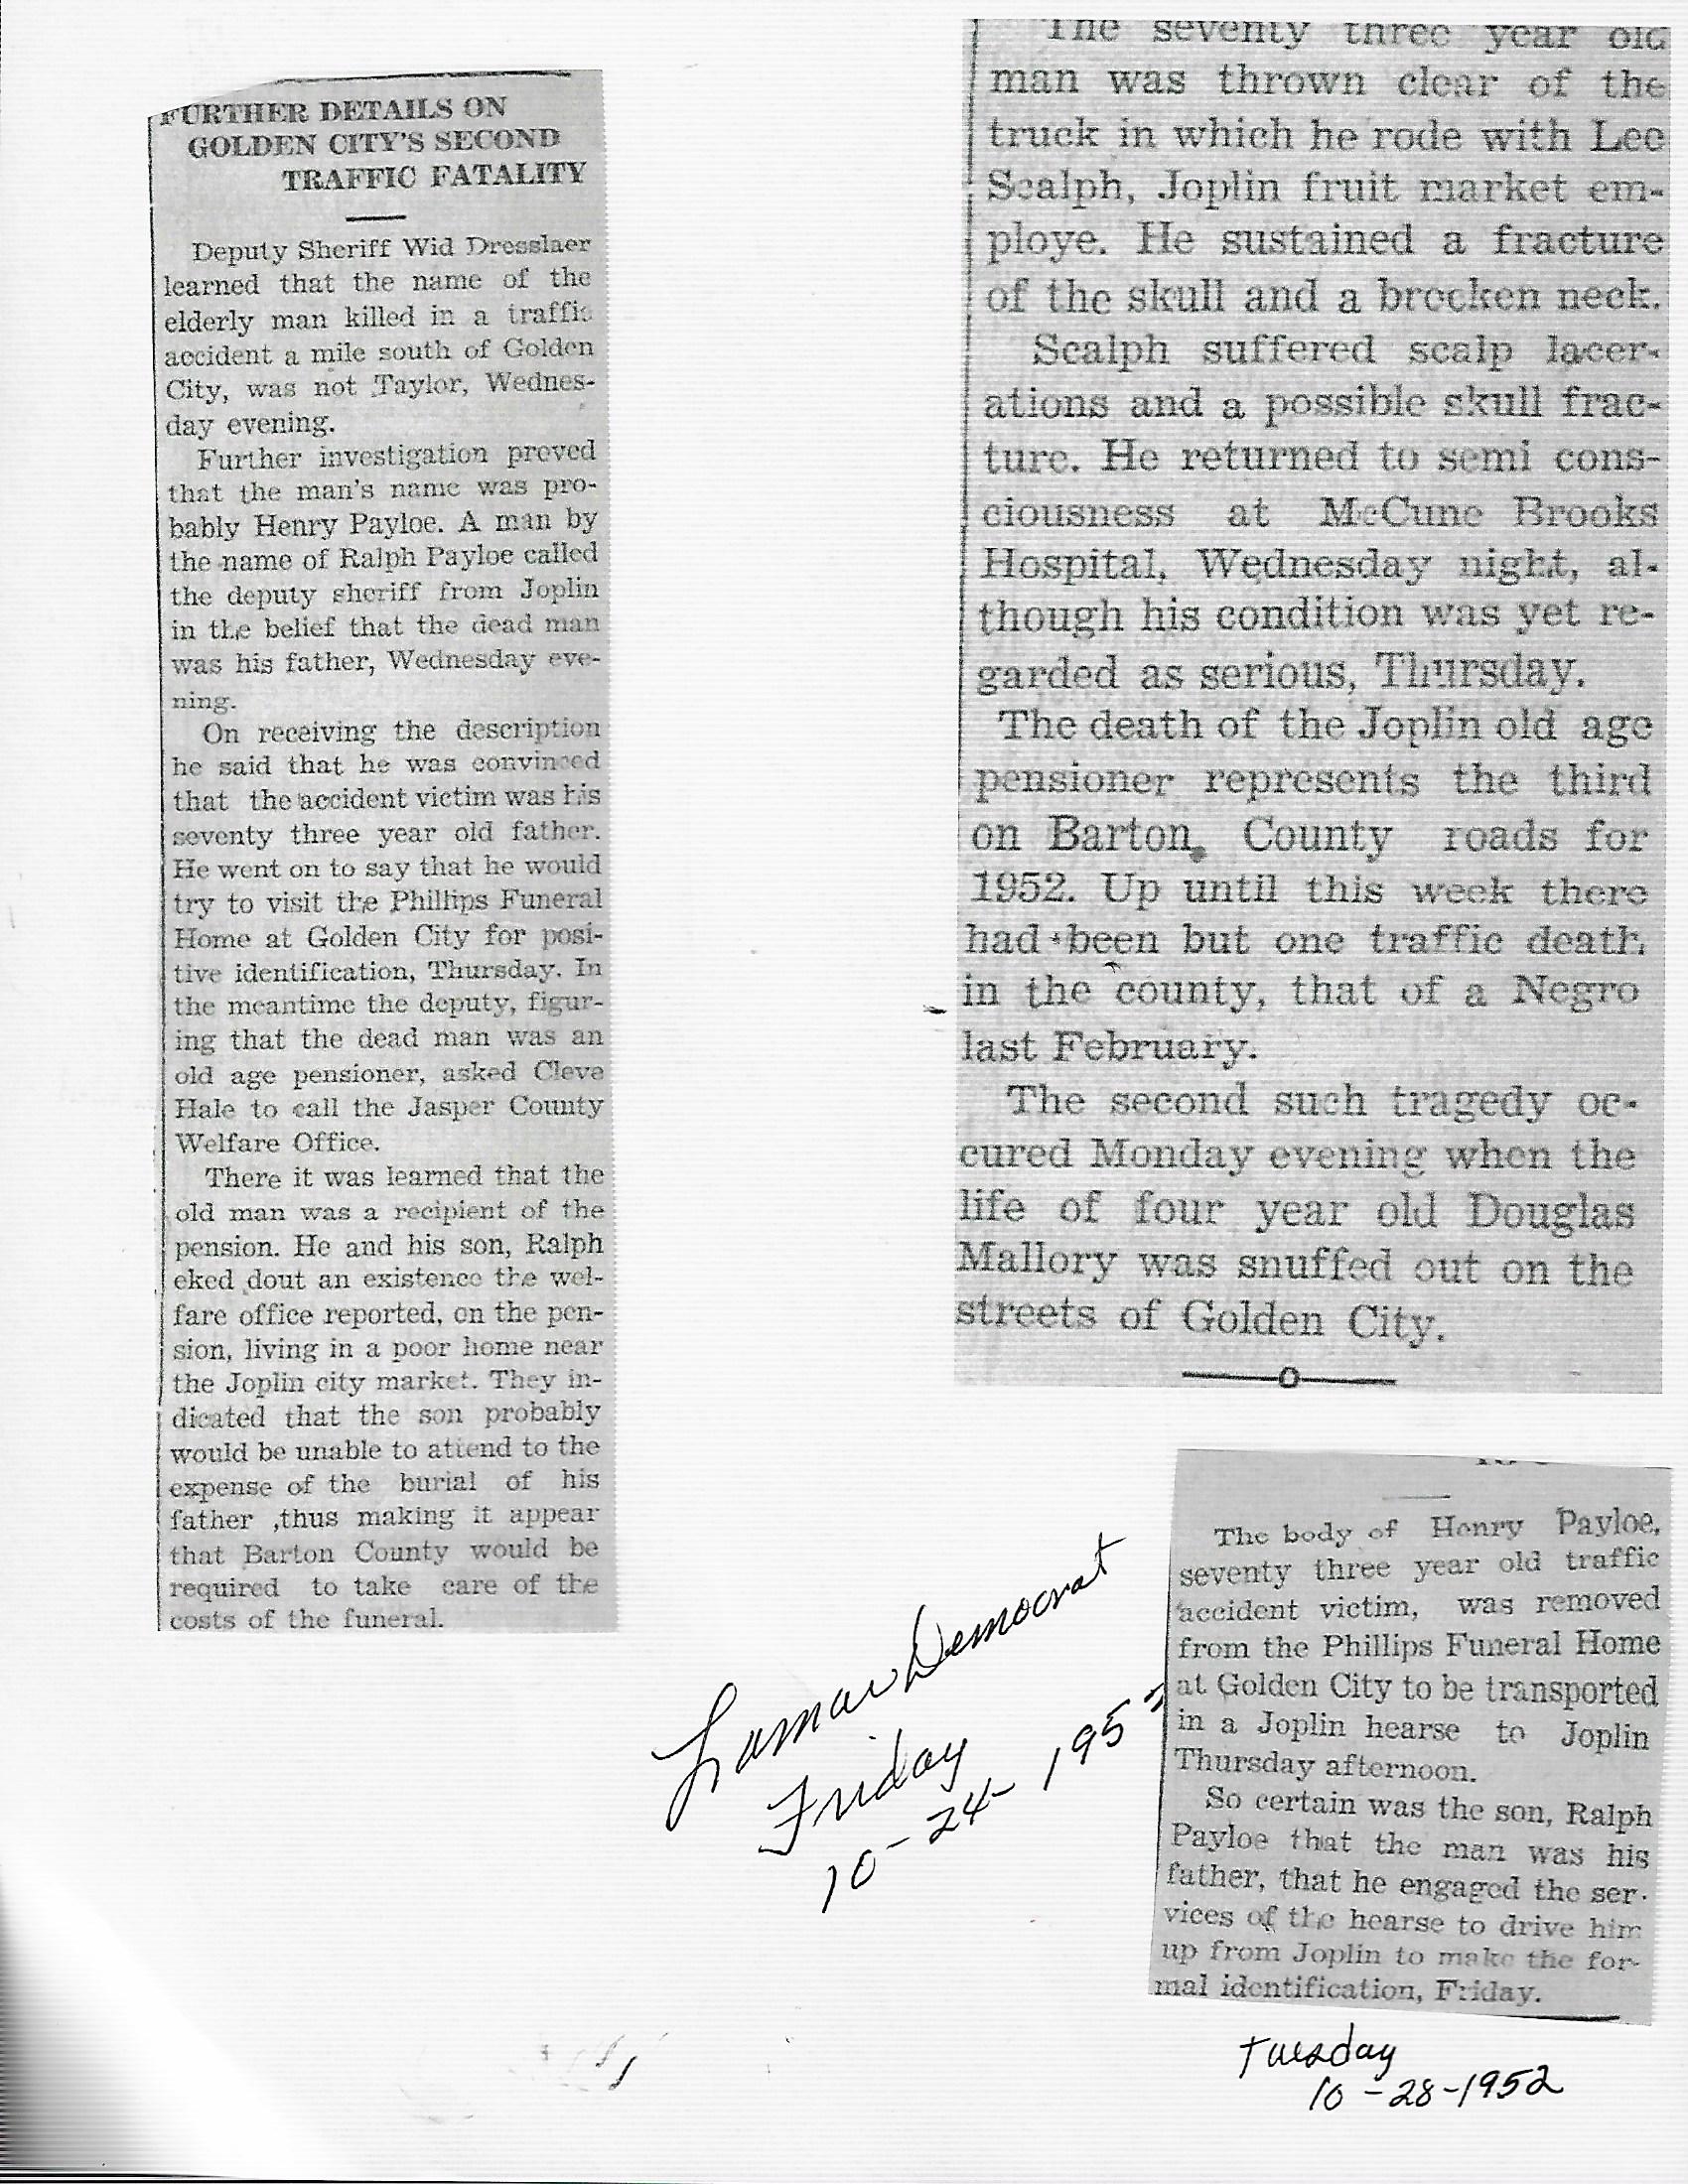 FURTHER DETAILS ON
GOLDEN CITY'S SECOND
TRAFFIC FATALITY
Deputy Sheriff Wid Dresslaer
learned that the name of the
elderly man killed in a traffic
accident a mile south of Golden
City, was not Taylor, Wednes-
day evening.
Further investigation proved
that the man's name was pro-
bably Henry Payloe. A man by
the name of Ralph Payloe called
the deputy sheriff from Joplin
in the belief that the dead man
was his father, Wednesday eve-
ning.
On receiving the description
he said that he was convinced
that the accident victim was his
seventy three year old father.
He went on to say that he would
try to visit the Phillips Funeral
Home at Golden City for posi-
tive identification, Thursday. In
the meantime the deputy, figur-
ing that the dead man was an
old age pensioner, asked Cleve
Hale to call the Jasper County
Welfare Office.
There it was learned that the
old man was a recipient of the
pension. He and his son, Ralph
eked dout an existence the wel-
fare office reported, on the pen-
sion, living in a poor home near
the Joplin city market. They in-
dicated that the son probably
would be unable to attend to the
expense of the burial of his
father ,thus making it appear
that Barton County would be
required to take care of the
costs of the funeral.
The seventy three year old
man was thrown clear of the
truck in which he rode with Lee
Scalph, Joplin fruit market em-
ploye. He sustained a fracture
of the skull and a brocken neck.
Scalph suffered scalp lacer-
ations and a possible skull frac-
ture. He returned to semi cons-
ciousness at McCune Brooks
Hospital, Wednesday night, al-
though his condition was yet re-
garded as serious, Thursday.
The death of the Joplin old age
pensioner represents the third
on Barton County roads for
1952. Up until this week there
had been but one traffic death
in the county, that of a Negro
last February.
The second such tragedy oc-
cured Monday evening when the
life of four year old Douglas
Mallory was snuffed out on the
streets of Golden City.
The body of Henry Payloe,
seventy three year old traffic
accident victim, was removed
from the Phillips Funeral Home
at Golden City to be transported
in a Joplin hearse to Joplin
Thursday afternoon.
So certain was the son, Ralph
Payloe that the man was his
father, that he engaged the ser-
vices of the hearse to drive him
up from Joplin to make the for-
mal identification, Friday.
Lamar Democrat
Friday
10-24-195
Tuesday
10-28-1952